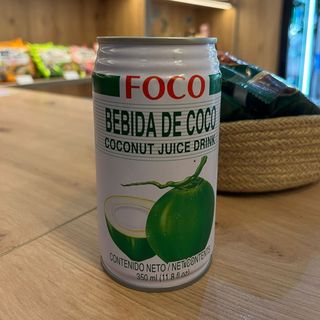 FOCO
BEBIDA DE COCO
COCONUT JUICE DRINK
CONTENIDO NETO / NET CONTENTS
350 ml (11.8 fl oz)